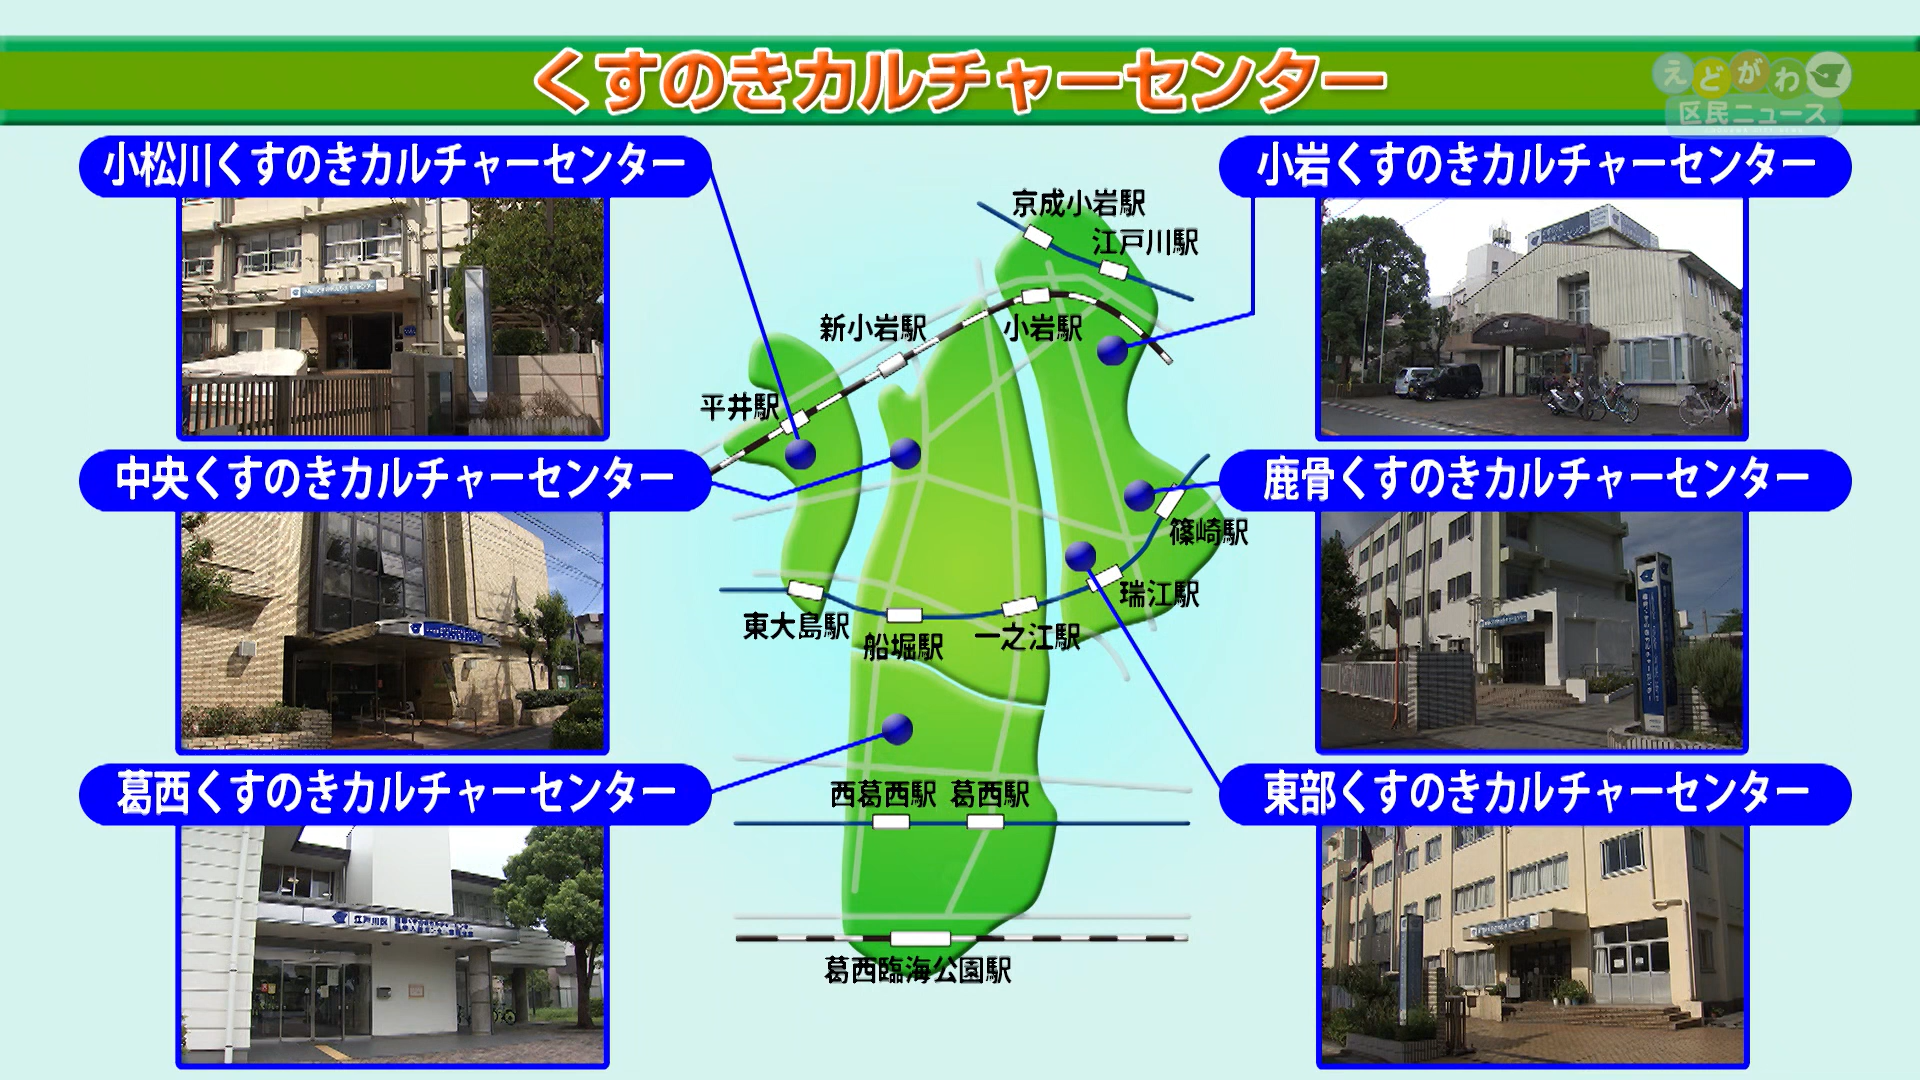 くすのきカルチャーセンター
えどがわ
区民ニュース
小松川くすのきカルチャーセンター
小岩くすのきカルチャーセンター
京成小岩駅
江戸川駅
新小岩駅
小岩駅
平井駅
中央くすのきカルチャーセンター
鹿骨くすのきカルチャーセンター
篠崎駅
瑞江駅
東大島駅
船堀駅
一之江駅
葛西くすのきカルチャーセンター
東部くすのきカルチャーセンター
西葛西駅
葛西駅
江戸川区
葛西臨海公園駅